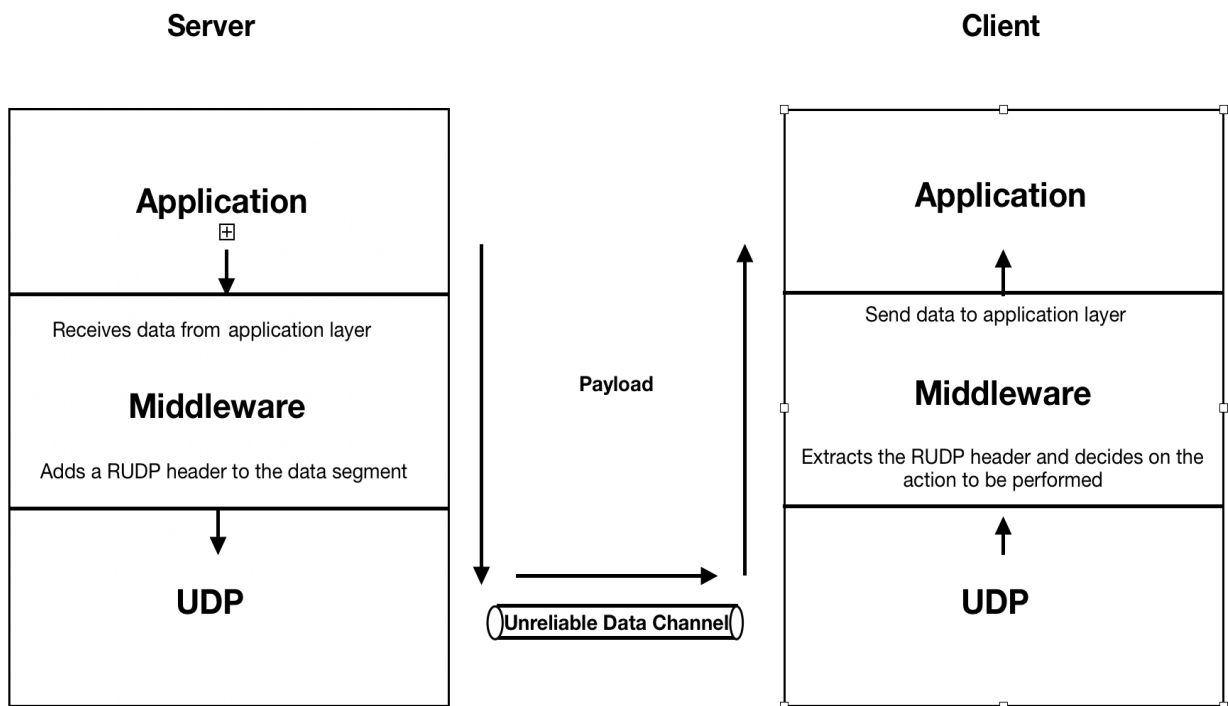 Server
Client
Application
Receives data from application layer
Middleware
Adds a RUDP header to the data segment
UDP
Payload
Unreliable Data Channel
Application
Send data to application layer
Middleware
Extracts the RUDP header and decides on the
action to be performed
UDP